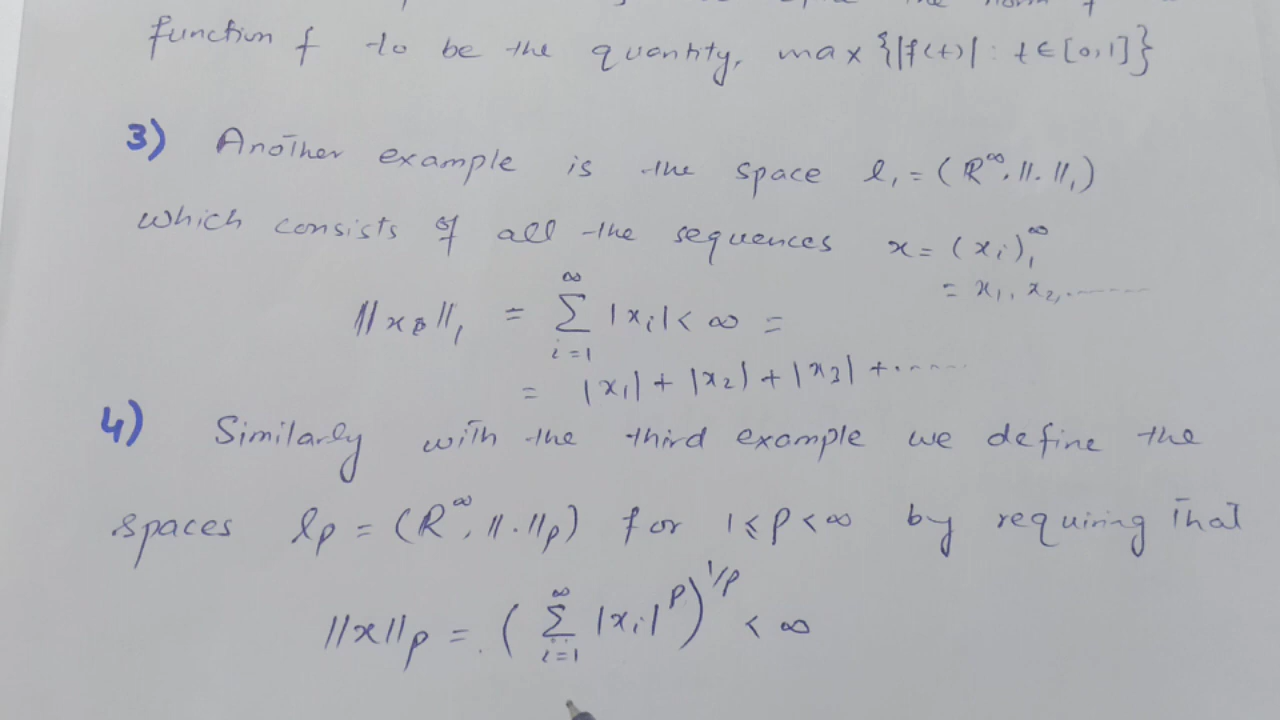 the norm f
function f to be the quantity, max {|f(t)| : t ∈ [0,1]}
3) Another example is the space l₁ = (R^∞, ||.||₁)
which consists of all the sequences x = (xᵢ)₁^∞
= x₁, x₂, ........
||x||₁ = ∑_{i=1}^{∞} |xᵢ| < ∞ =
= |x₁| + |x₂| + |x₃| + ........
4) Similarly with the third example we define the
spaces lp = (R^∞, ||.||p) for 1 ≤ p < ∞ by requiring that
||x||p = (∑_{i=1}^{∞} |xᵢ|^p)^{1/p} < ∞